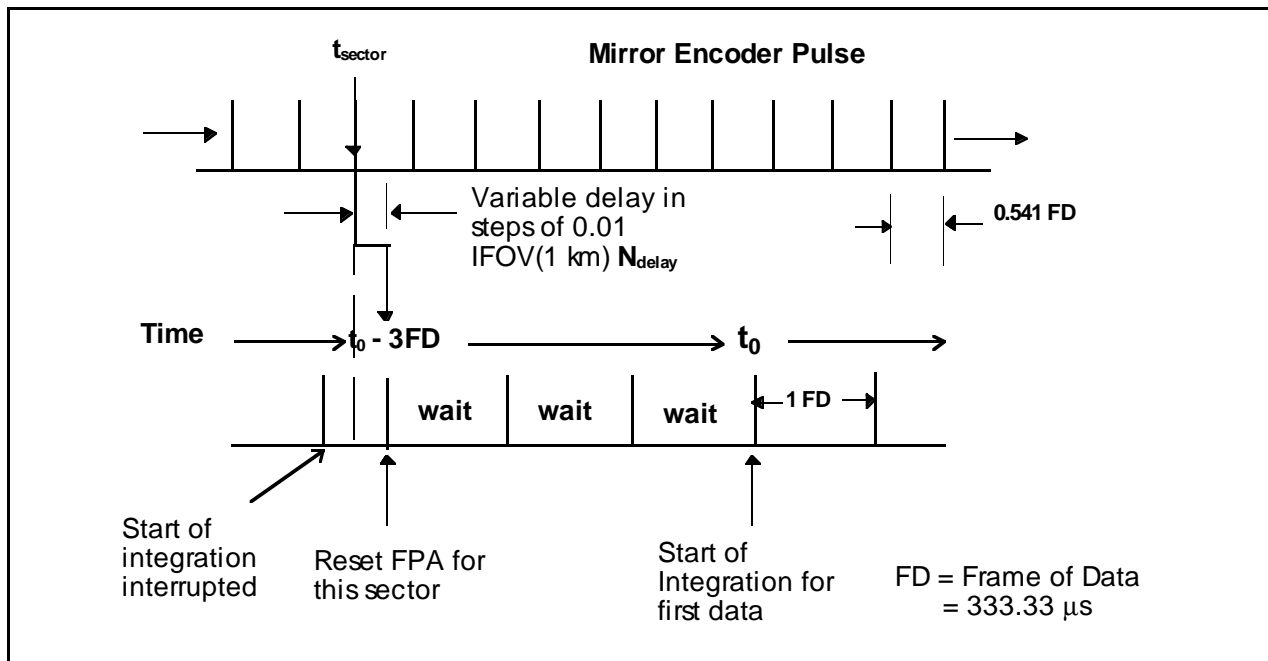 t_sector
Mirror Encoder Pulse
Variable delay in
steps of 0.01
IFOV(1 km) N_delay
0.541 FD
Time
t₀ - 3FD
t₀
wait
wait
wait
1 FD
Start of
integration
interrupted
Reset FPA for
this sector
Start of
Integration for
first data
FD = Frame of Data
= 333.33 μs